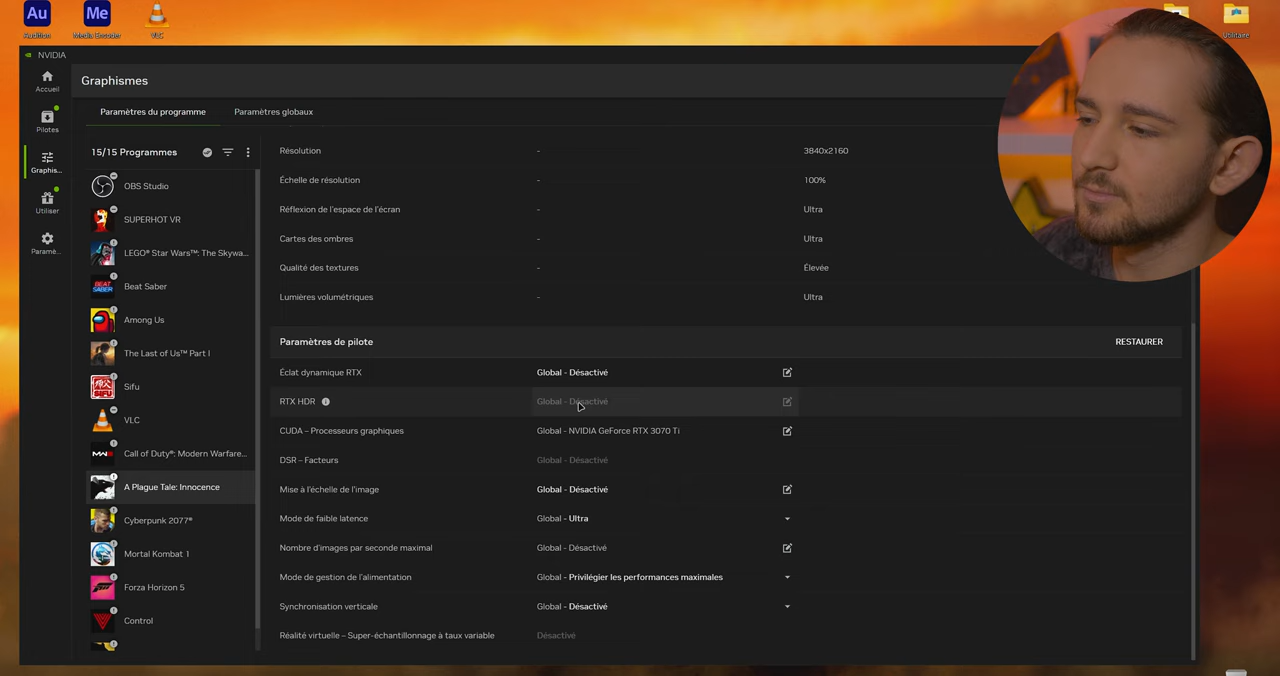 Au
Me
Audition
Media Encoder
VLC
Utilitaire
NVIDIA
Accueil
Pilotes
Graphis...
Utiliser
Paramè...
Graphismes
Paramètres du programme
Paramètres globaux
15/15 Programmes
OBS Studio
SUPERHOT VR
LEGO® Star Wars™: The Skywa...
BEAT
SABER
Beat Saber
Among Us
The Last of Us™ Part I
SIFU
Sifu
VLC
Call of Duty®: Modern Warfare...
A Plague Tale: Innocence
Cyberpunk 2077®
Mortal Kombat 1
Forza Horizon 5
Control
Résolution - 3840x2160
Échelle de résolution - 100%
Réflexion de l'espace de l'écran - Ultra
Cartes des ombres - Ultra
Qualité des textures - Élevée
Lumières volumétriques - Ultra
Paramètres de pilote RESTAURER
Éclat dynamique RTX Global - Désactivé
RTX HDR Global - Désactivé
CUDA – Processeurs graphiques Global - NVIDIA GeForce RTX 3070 Ti
DSR – Facteurs Global - Désactivé
Mise à l'échelle de l'image Global - Désactivé
Mode de faible latence Global - Ultra
Nombre d'images par seconde maximal Global - Désactivé
Mode de gestion de l'alimentation Global - Privilégier les performances maximales
Synchronisation verticale Global - Désactivé
Réalité virtuelle – Super-échantillonnage à taux variable Désactivé